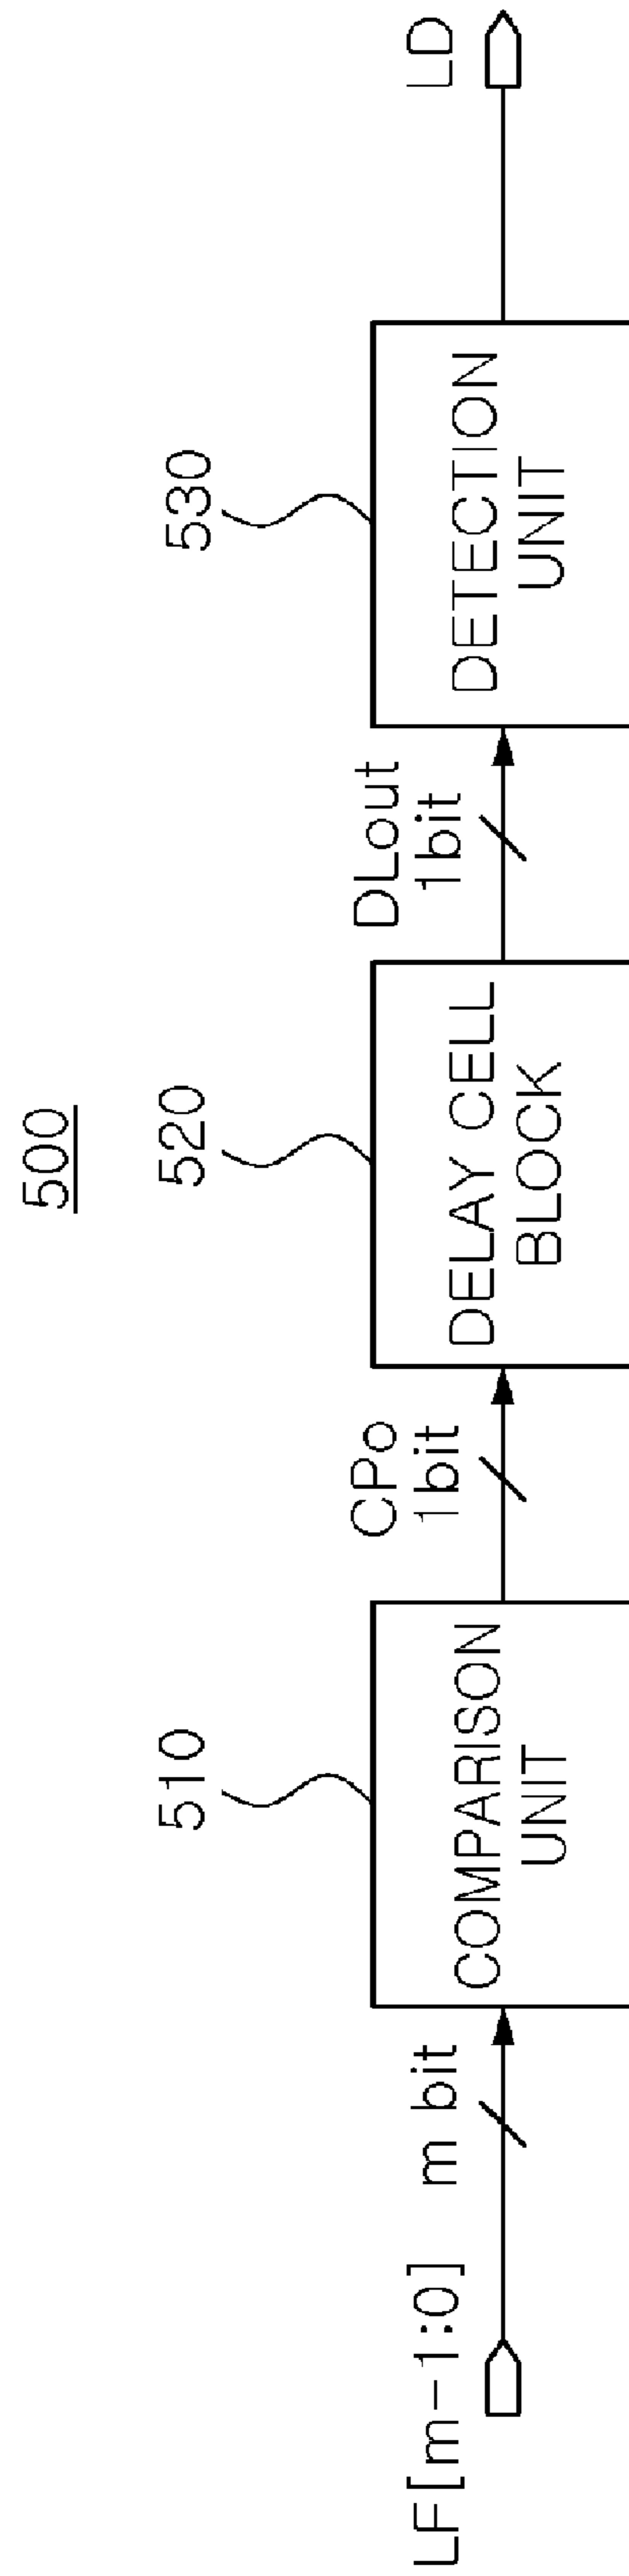 500
510
520
530
LF[m-1:0]
m bit
COMPARISON
UNIT
CPo
1bit
DELAY CELL
BLOCK
DLout
1bit
DETECTION
UNIT
LD